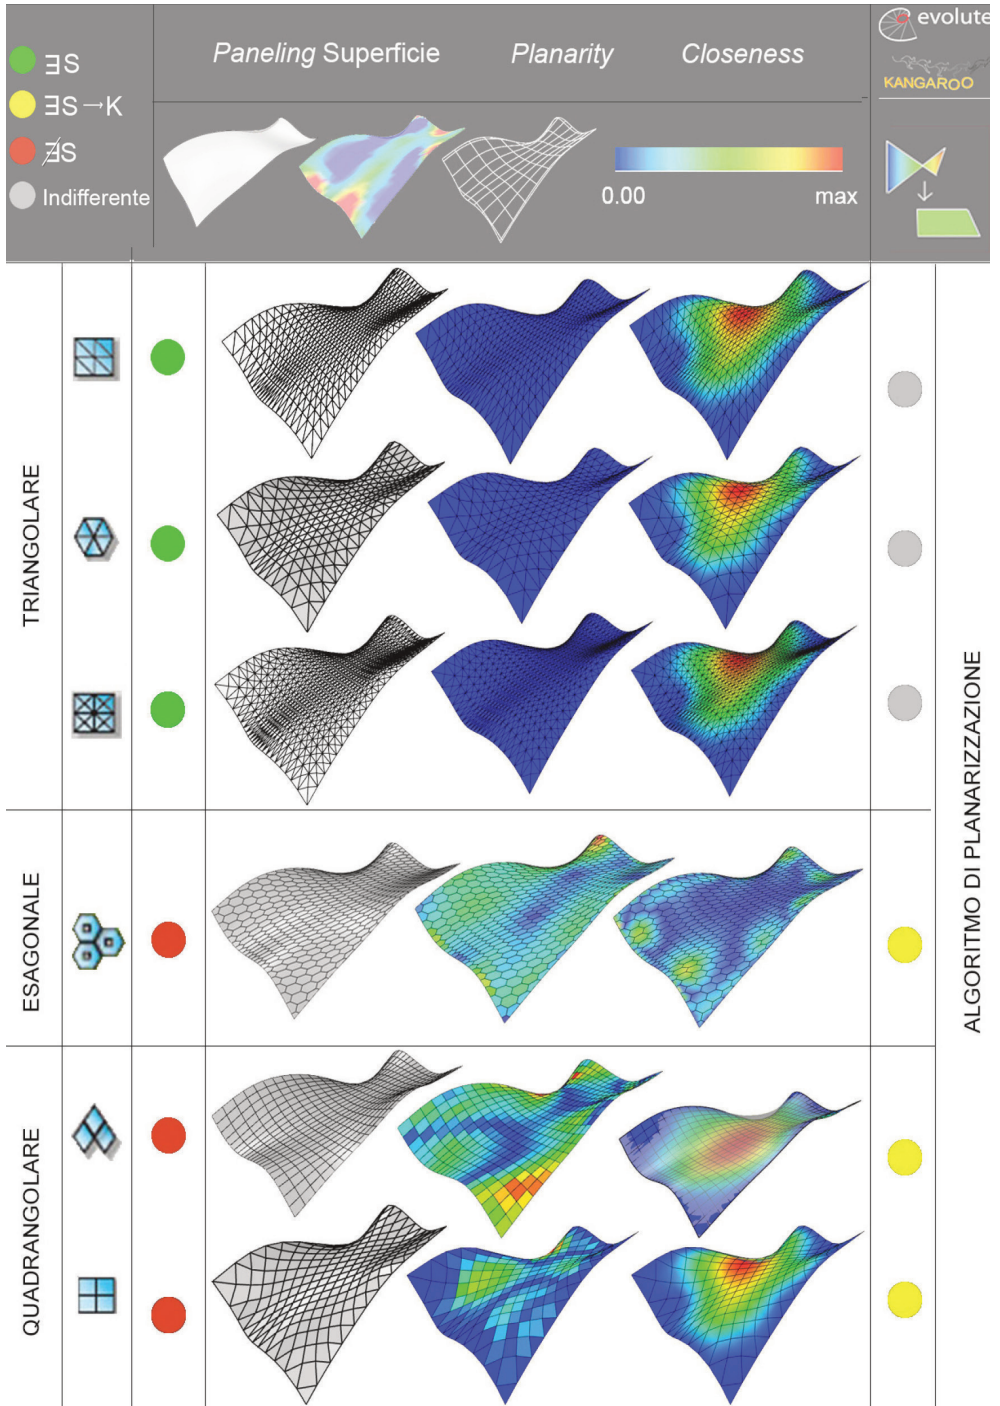 ∃S
∃S→K
∄S
Indifferente
Paneling Superficie
Planarity
Closeness
0.00
max
evolute
KANGAROO
TRIANGOLARE
ESAGONALE
QUADRANGOLARE
ALGORITMO DI PLANARIZZAZIONE